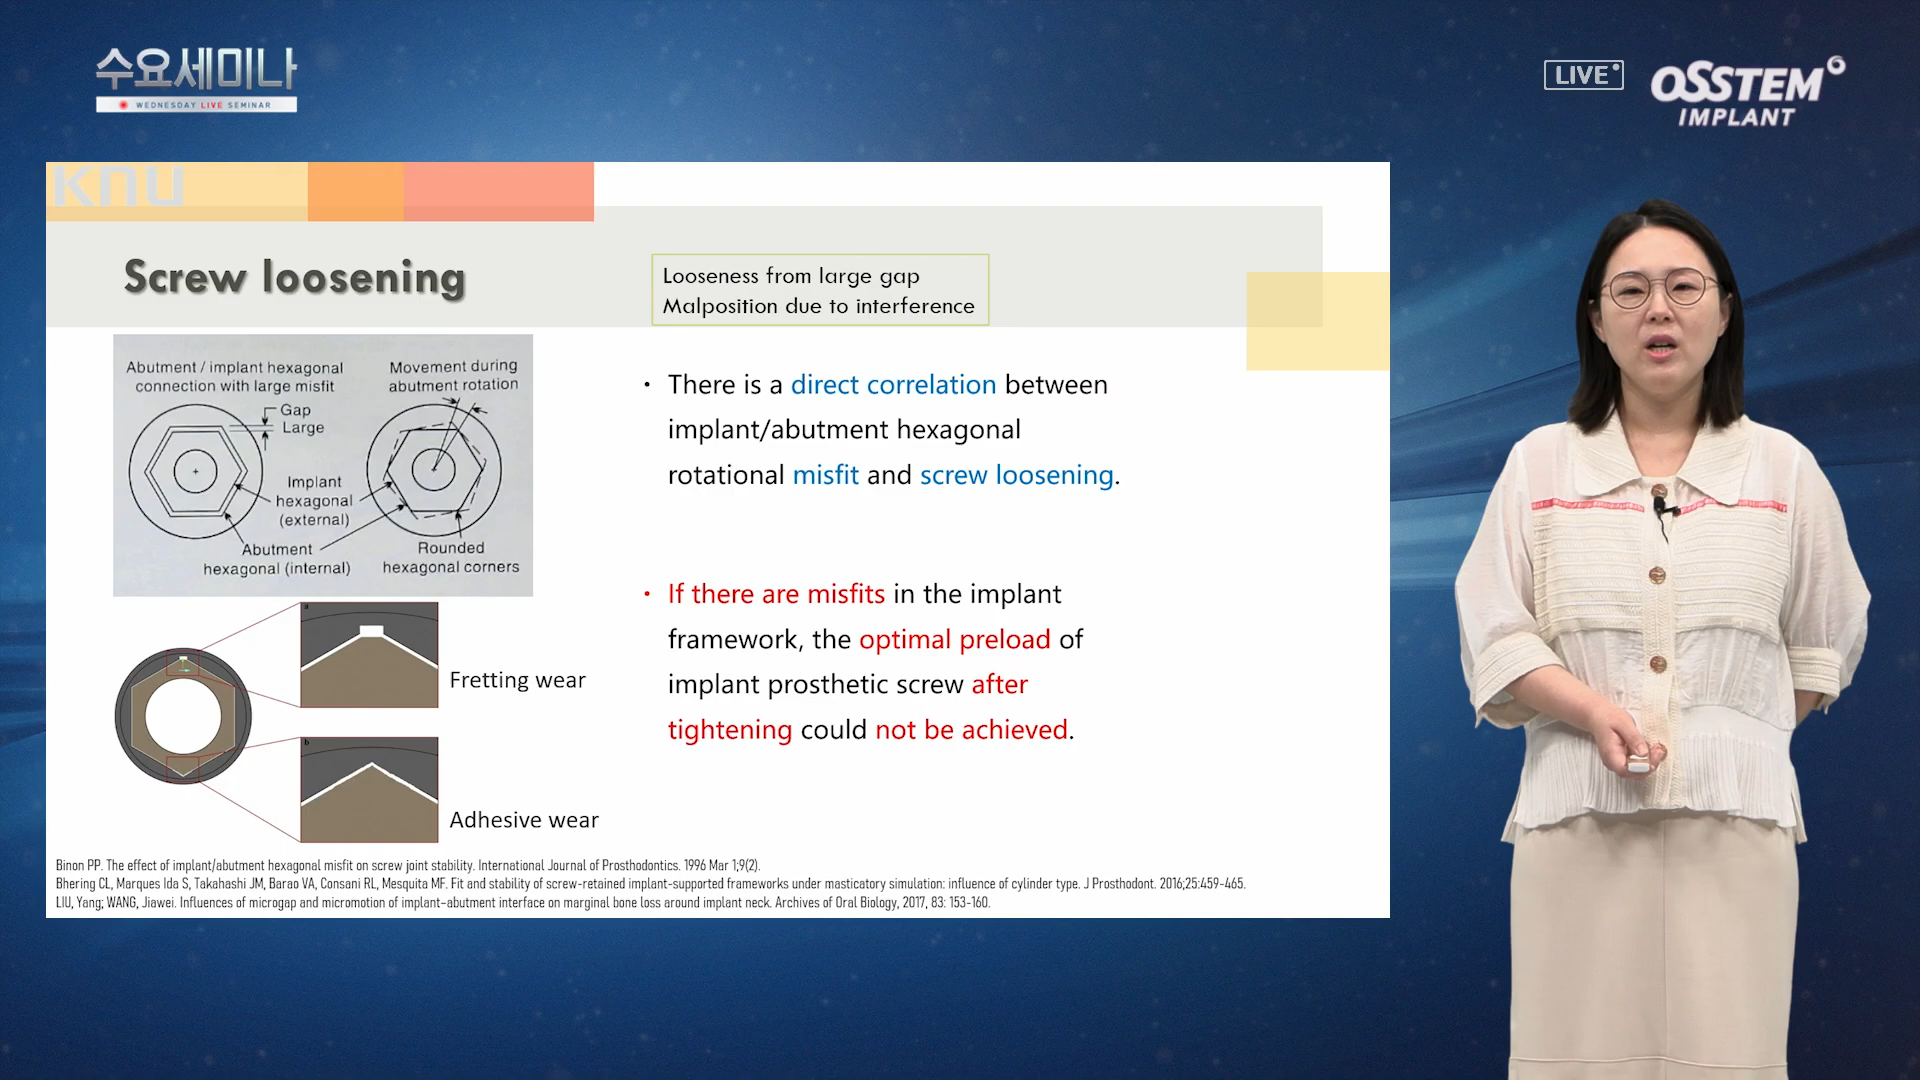 수요세미나
WEDNESDAY LIVE SEMINAR
LIVE
OSSTEM
IMPLANT
KNU
Screw loosening
Looseness from large gap
Malposition due to interference
Abutment / implant hexagonal
connection with large misfit
Movement during
abutment rotation
Gap
Large
Implant
hexagonal
(external)
Abutment
hexagonal (internal)
Rounded
hexagonal corners
a
Fretting wear
b
Adhesive wear
• There is a direct correlation between
implant/abutment hexagonal
rotational misfit and screw loosening.
• If there are misfits in the implant
framework, the optimal preload of
implant prosthetic screw after
tightening could not be achieved.
Binon PP. The effect of implant/abutment hexagonal misfit on screw joint stability. International Journal of Prosthodontics. 1996 Mar 1;9(2).
Bhering CL, Marques Ida S, Takahashi JM, Barao VA, Consani RL, Mesquita MF. Fit and stability of screw-retained implant-supported frameworks under masticatory simulation: influence of cylinder type. J Prosthodont. 2016;25:459-465.
LIU, Yang; WANG, Jiawei. Influences of microgap and micromotion of implant–abutment interface on marginal bone loss around implant neck. Archives of Oral Biology, 2017, 83: 153-160.